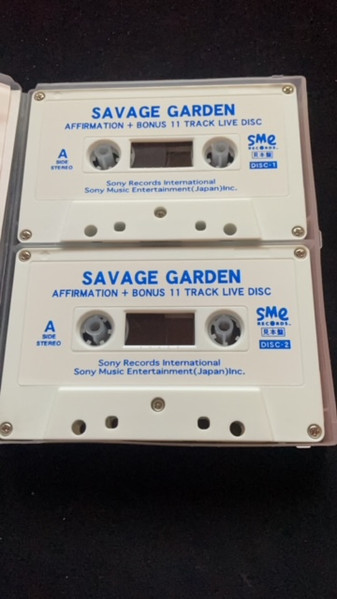 SAVAGE GARDEN
AFFIRMATION + BONUS 11 TRACK LIVE DISC
A
SIDE
STEREO
SMe
RECORDS.
見本盤
DISC-1
Sony Records International
Sony Music Entertainment(Japan)Inc.
SAVAGE GARDEN
AFFIRMATION + BONUS 11 TRACK LIVE DISC
A
SIDE
STEREO
SMe
RECORDS.
見本盤
DISC-2
Sony Records International
Sony Music Entertainment(Japan)Inc.